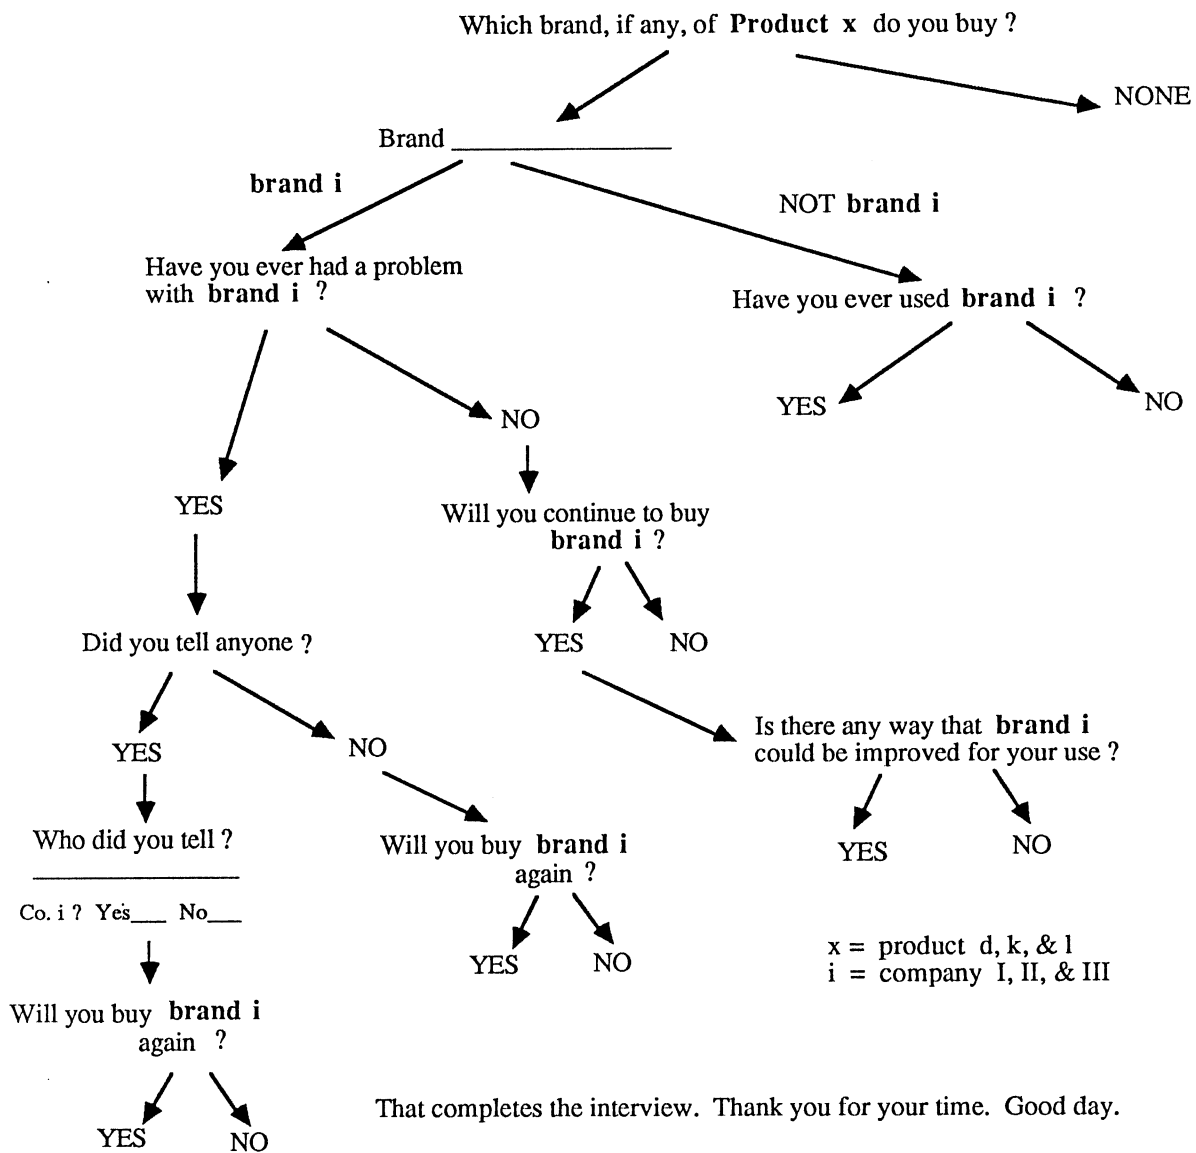 Which brand, if any, of Product x do you buy ?
NONE
Brand
brand i
NOT brand i
Have you ever had a problem
with brand i ?
Have you ever used brand i ?
YES
NO
NO
YES
Will you continue to buy
brand i ?
YES
NO
Did you tell anyone ?
Is there any way that brand i
could be improved for your use ?
YES
NO
Who did you tell ?
Will you buy brand i
again ?
YES
NO
Co. i ? Yes___ No___
x = product d, k, & l
i = company I, II, & III
YES
NO
Will you buy brand i
again ?
That completes the interview. Thank you for your time. Good day.
YES
NO